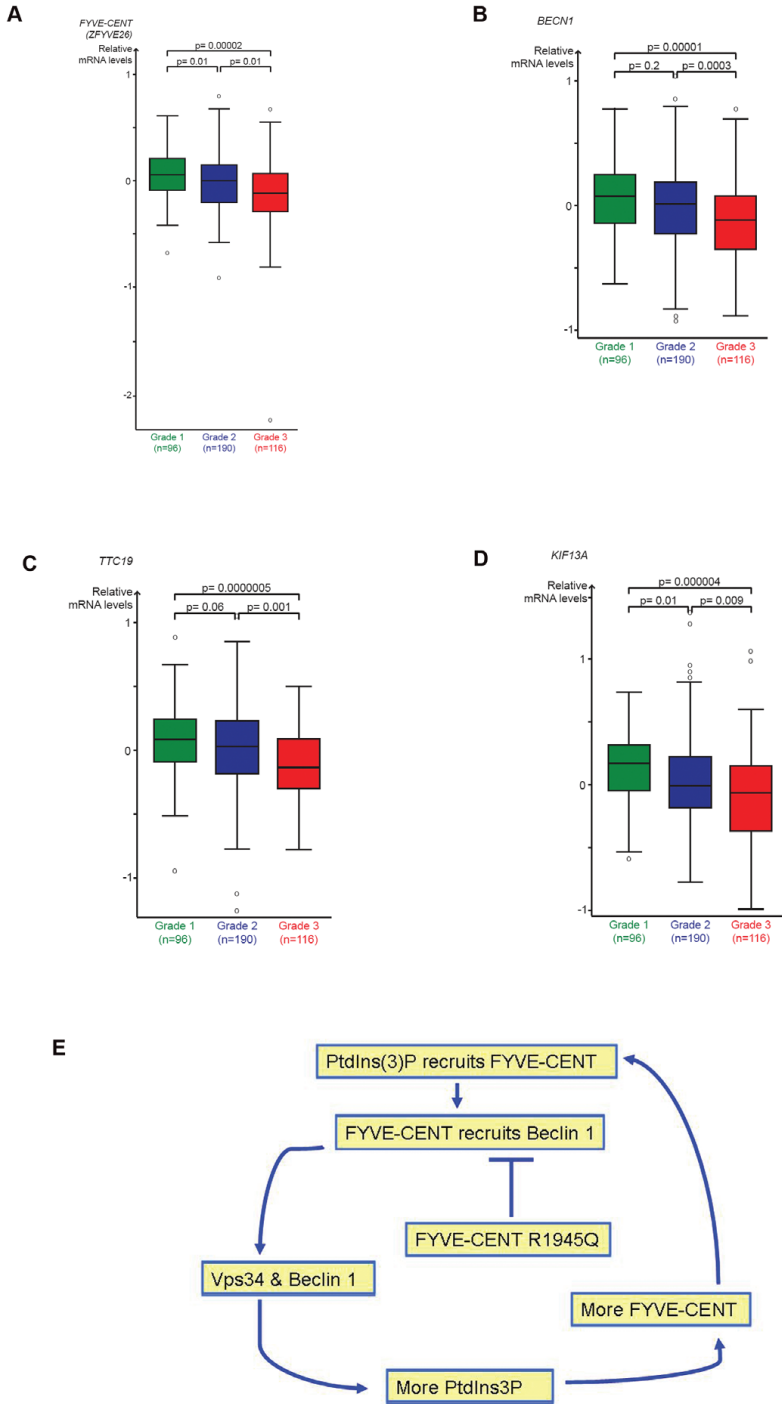 A
FYVE-CENT
(ZFYVE26)
Relative
mRNA levels
p= 0.00002
p= 0.01
p= 0.01
1
0
-1
-2
Grade 1
(n=96)
Grade 2
(n=190)
Grade 3
(n=116)
B
BECN1
Relative
mRNA levels
p= 0.00001
p= 0.2
p= 0.0003
1
0
-1
Grade 1
(n=96)
Grade 2
(n=190)
Grade 3
(n=116)
C
TTC19
Relative
mRNA levels
p= 0.0000005
p= 0.06
p= 0.001
1
0
-1
Grade 1
(n=96)
Grade 2
(n=190)
Grade 3
(n=116)
D
KIF13A
Relative
mRNA levels
p= 0.000004
p= 0.01
p= 0.009
1
0
-1
Grade 1
(n=96)
Grade 2
(n=190)
Grade 3
(n=116)
E
PtdIns(3)P recruits FYVE-CENT
FYVE-CENT recruits Beclin 1
FYVE-CENT R1945Q
Vps34 & Beclin 1
More FYVE-CENT
More PtdIns3P